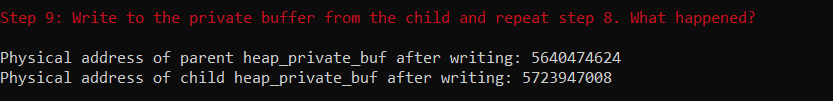 Step 9: Write to the private buffer from the child and repeat step 8. What happened?
Physical address of parent heap_private_buf after writing: 5640474624
Physical address of child heap_private_buf after writing: 5723947008